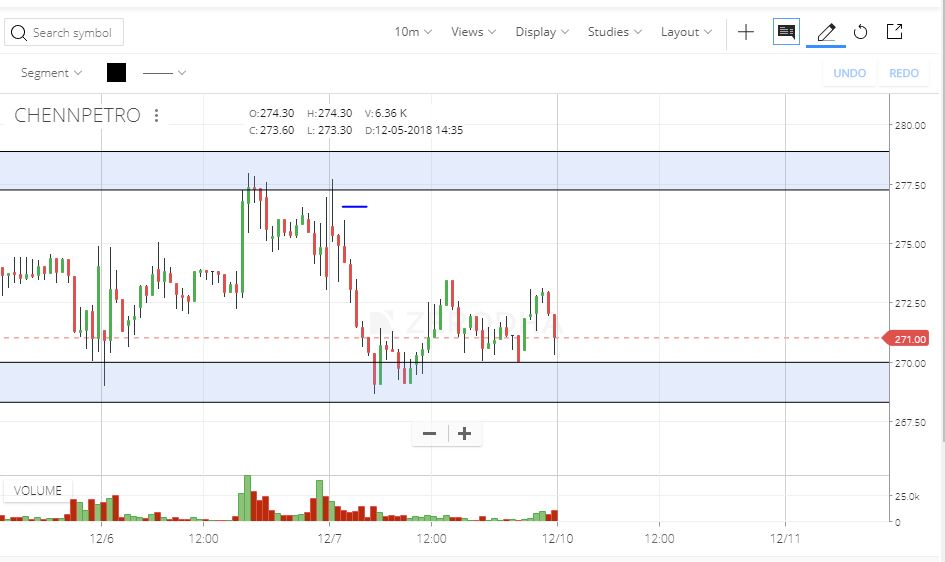 Search symbol 10m Views Display Studies Layout
Segment UNDO REDO
CHENNPETRO O:274.30 H:274.30 V:6.36 K
C: 273.60 L: 273.30 D:12-05-2018 14:35
280.00
277.50
275.00
272.50
ZERODHA
271.00
270.00
267.50
VOLUME
25.0k
0
12/6 12:00 12/7 12:00 12/10 12:00 12/11